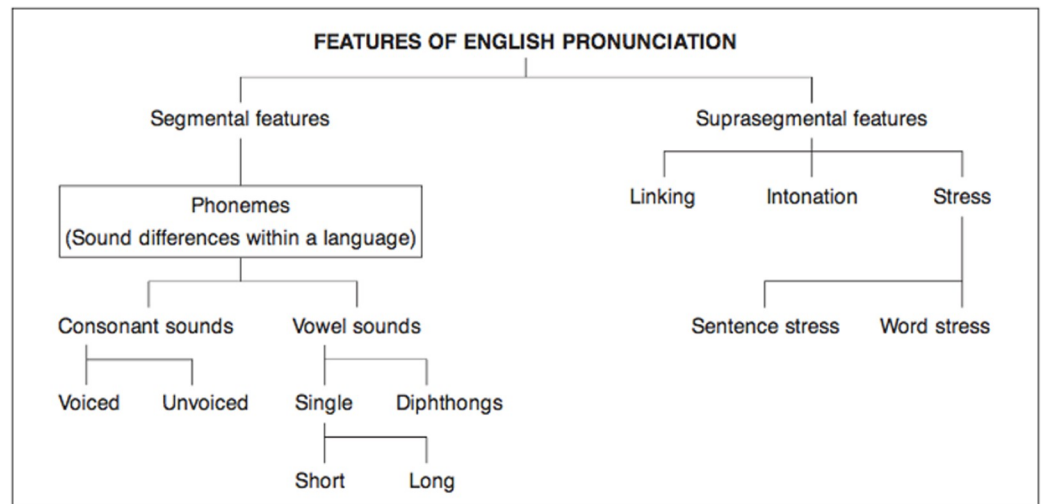 FEATURES OF ENGLISH PRONUNCIATION
Segmental features
Suprasegmental features
Phonemes
(Sound differences within a language)
Linking
Intonation
Stress
Consonant sounds
Vowel sounds
Sentence stress
Word stress
Voiced
Unvoiced
Single
Diphthongs
Short
Long